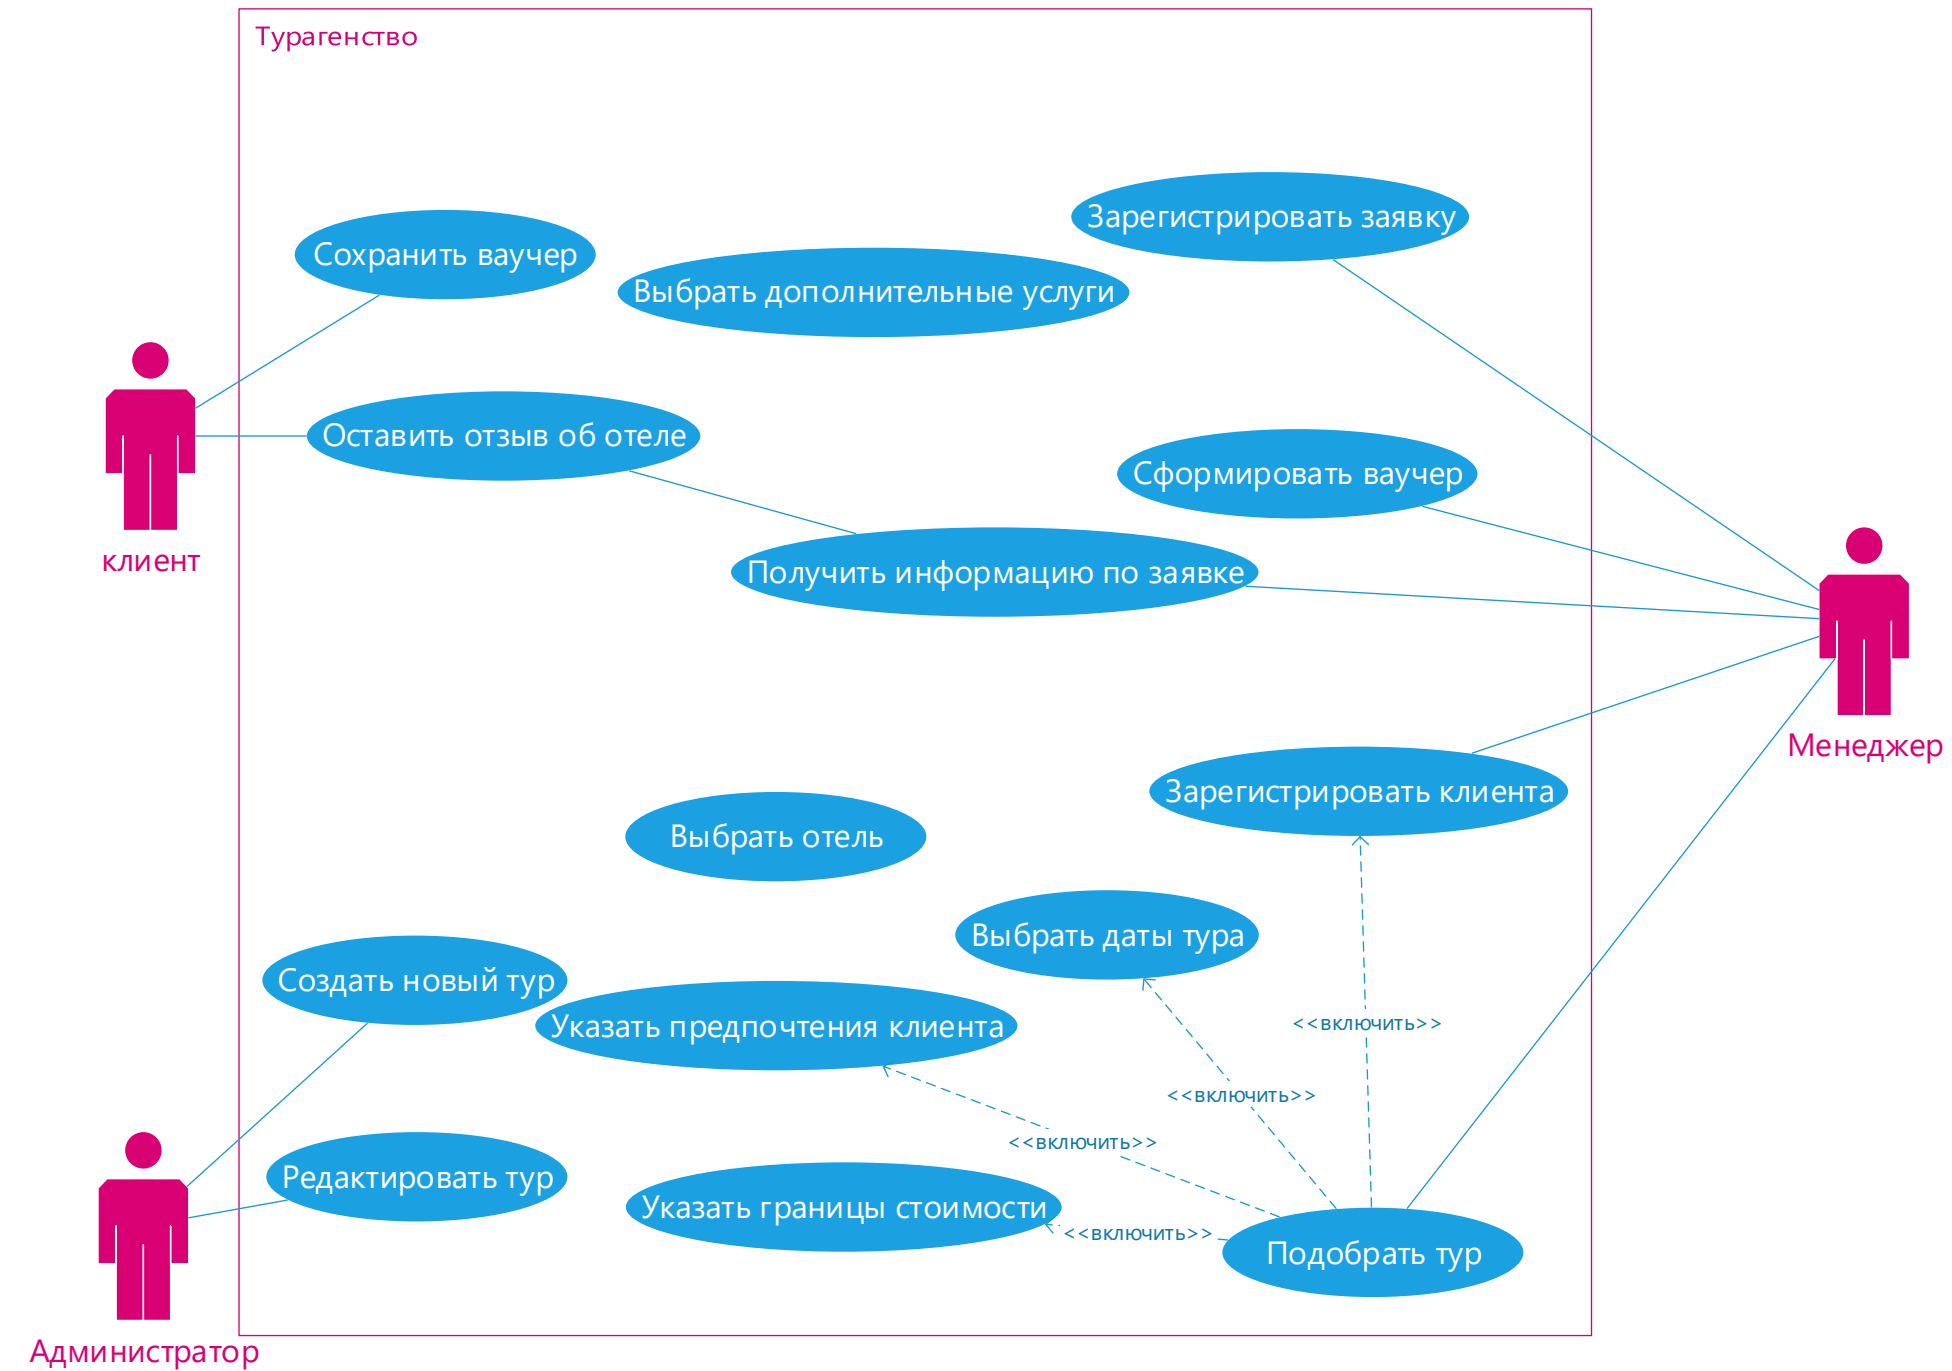 Турагенство
Зарегистрировать заявку
Сохранить ваучер
Выбрать дополнительные услуги
Оставить отзыв об отеле
Сформировать ваучер
клиент
Получить информацию по заявке
Менеджер
Зарегистрировать клиента
Выбрать отель
Выбрать даты тура
Создать новый тур
Указать предпочтения клиента
<<включить>>
<<включить>>
<<включить>>
Редактировать тур
Указать границы стоимости
<<включить>>
Подобрать тур
Администратор